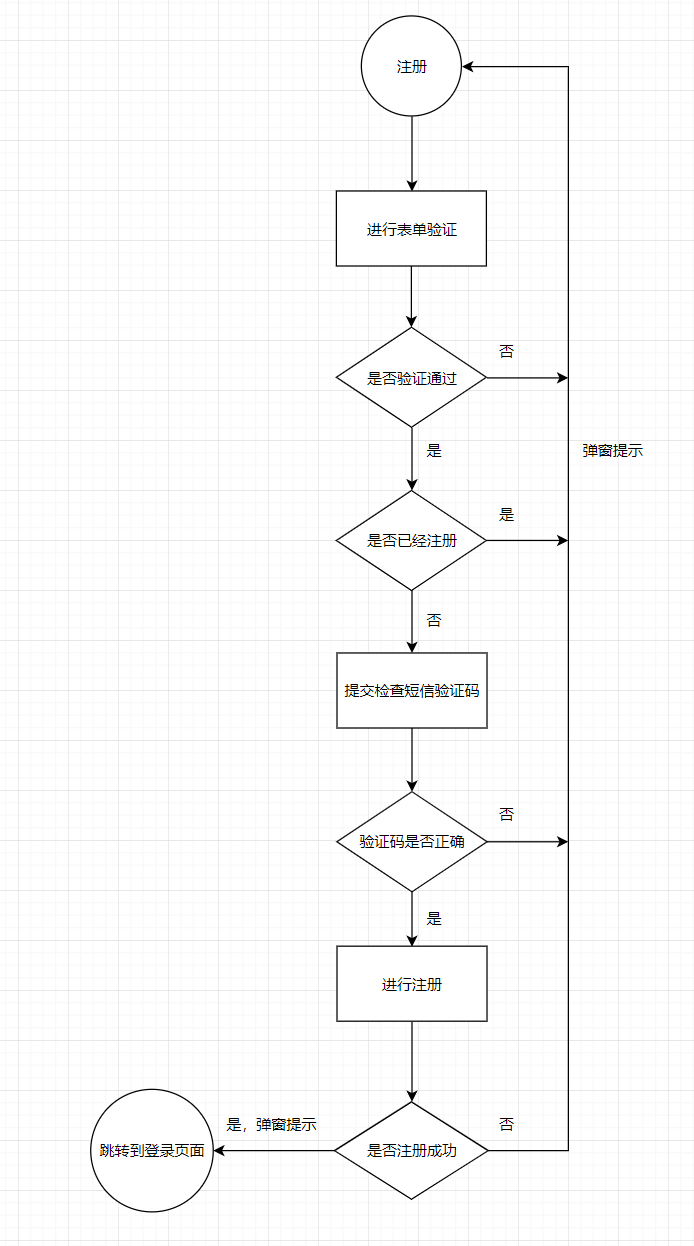 注册
进行表单验证
否
是否验证通过
是
弹窗提示
是
是否已经注册
否
提交检查短信验证码
否
验证码是否正确
是
进行注册
是，弹窗提示
否
跳转到登录页面
是否注册成功